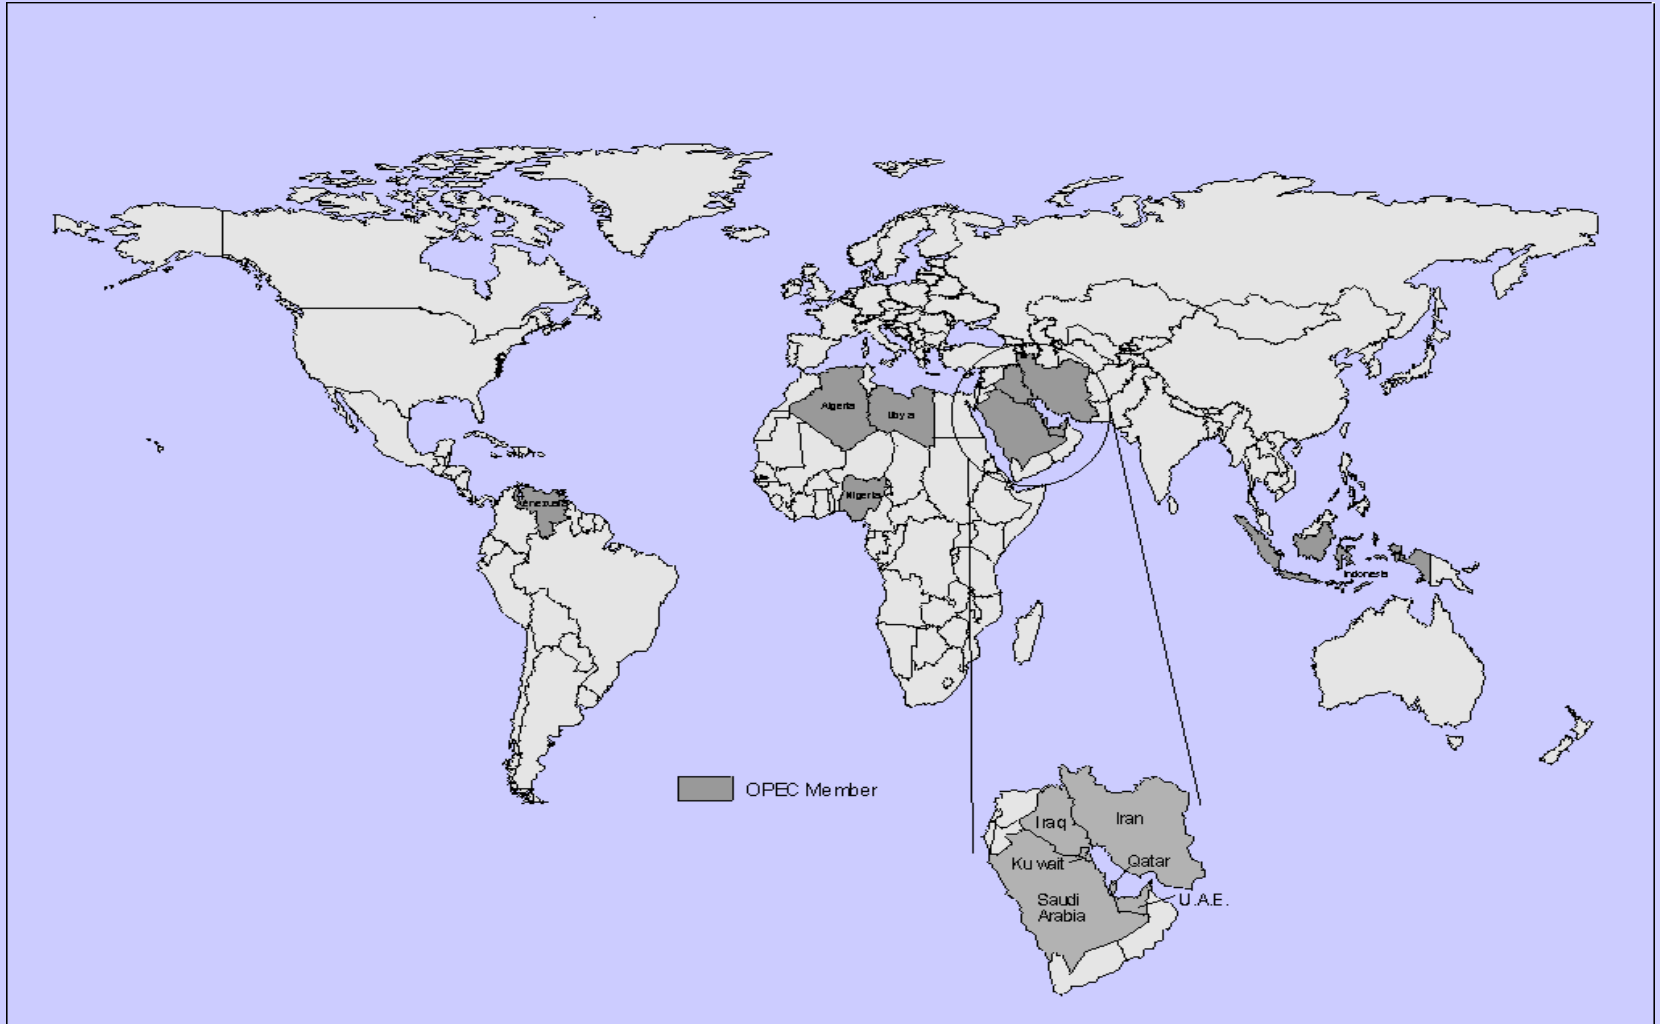 Algeria
Libya
Nigeria
Venezuela
Indonesia
OPEC Member
Iraq
Iran
Kuwait
Qatar
Saudi
Arabia
U.A.E.